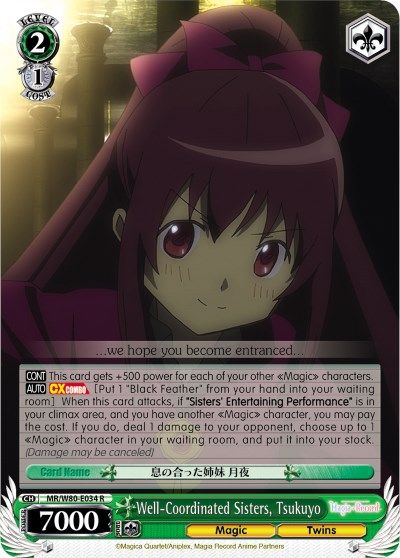 LEVEL
2
1
COST
...we hope you become entranced...
CONT This card gets +500 power for each of your other ≪Magic≫ characters.
AUTO CX COMBO [Put 1 "Black Feather" from your hand into your waiting
room] When this card attacks, if "Sisters' Entertaining Performance" is in
your climax area, and you have another ≪Magic≫ character, you may pay
the cost. If you do, deal 1 damage to your opponent, choose up to 1
≪Magic≫ character in your waiting room, and put it into your stock.
(Damage may be canceled)
Card Name 息の合った姉妹 月夜
CH MR/W80-E034 R
Well-Coordinated Sisters, Tsukuyo
Magia Record
POWER 7000
Magic Twins
©Magica Quartet/Aniplex, Magia Record Anime Partners